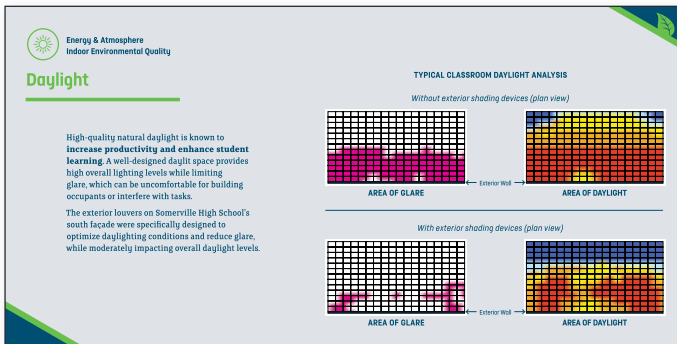 Energy & Atmosphere
Indoor Environmental Quality
Daylight
High-quality natural daylight is known to
increase productivity and enhance student
learning. A well-designed daylit space provides
high overall lighting levels while limiting
glare, which can be uncomfortable for building
occupants or interfere with tasks.
The exterior louvers on Somerville High School's
south façade were specifically designed to
optimize daylighting conditions and reduce glare,
while moderately impacting overall daylight levels.
TYPICAL CLASSROOM DAYLIGHT ANALYSIS
Without exterior shading devices (plan view)
Exterior Wall
AREA OF GLARE
AREA OF DAYLIGHT
With exterior shading devices (plan view)
Exterior Wall
AREA OF GLARE
AREA OF DAYLIGHT